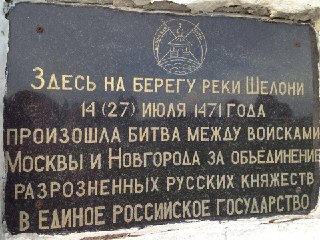 Здесь на берегу реки Шелони
14 (27) июля 1471 года
произошла битва между войсками
Москвы и Новгорода за объединение
разрозненных русских княжеств
в единое Российское государство